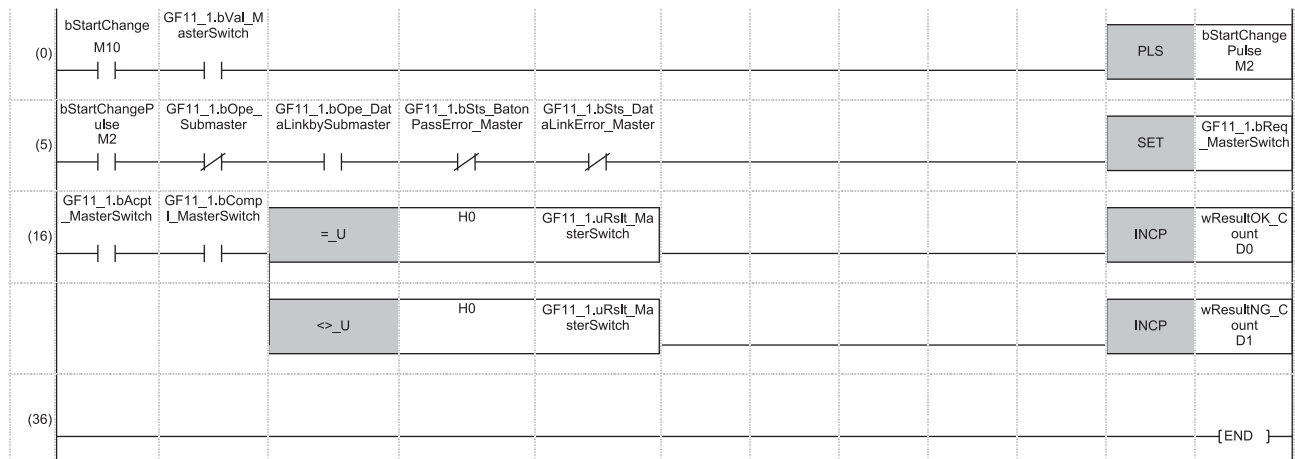 bStartChange
M10
GF11_1.bVal_M
asterSwitch
(0)
PLS
bStartChange
Pulse
M2
bStartChangeP
ulse
M2
GF11_1.bOpe_
Submaster
GF11_1.bOpe_Dat
aLinkbySubmaster
GF11_1.bSts_Baton
PassError_Master
GF11_1.bSts_Dat
aLinkError_Master
(5)
SET
GF11_1.bReq
_MasterSwitch
GF11_1.bAcpt
_MasterSwitch
GF11_1.bComp
l_MasterSwitch
(16)
=_U
H0
GF11_1.uRslt_Ma
sterSwitch
INCP
wResultOK_C
ount
D0
<>_U
H0
GF11_1.uRslt_Ma
sterSwitch
INCP
wResultNG_C
ount
D1
(36)
[END ]